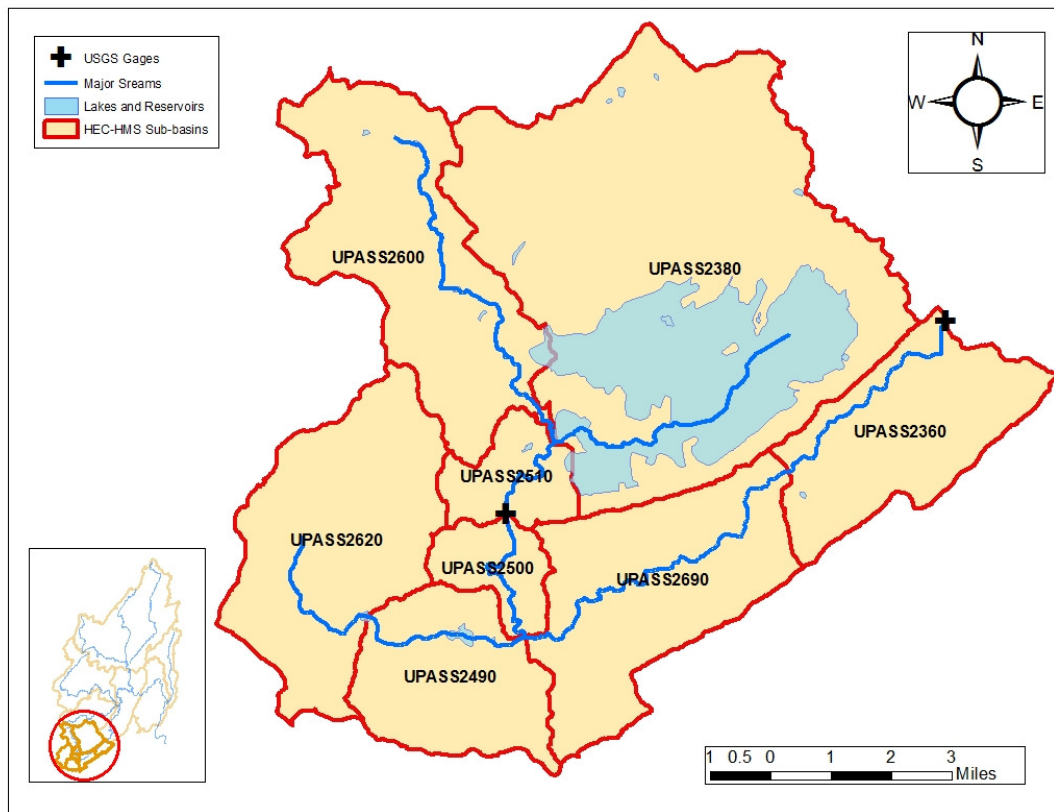 USGS Gages
Major Sreams
Lakes and Reservoirs
HEC-HMS Sub-basins
N
W E
S
UPASS2600
UPASS2380
UPASS2360
UPASS2510
UPASS2620
UPASS2500
UPASS2690
UPASS2490
1 0.5 0 1 2 3
Miles